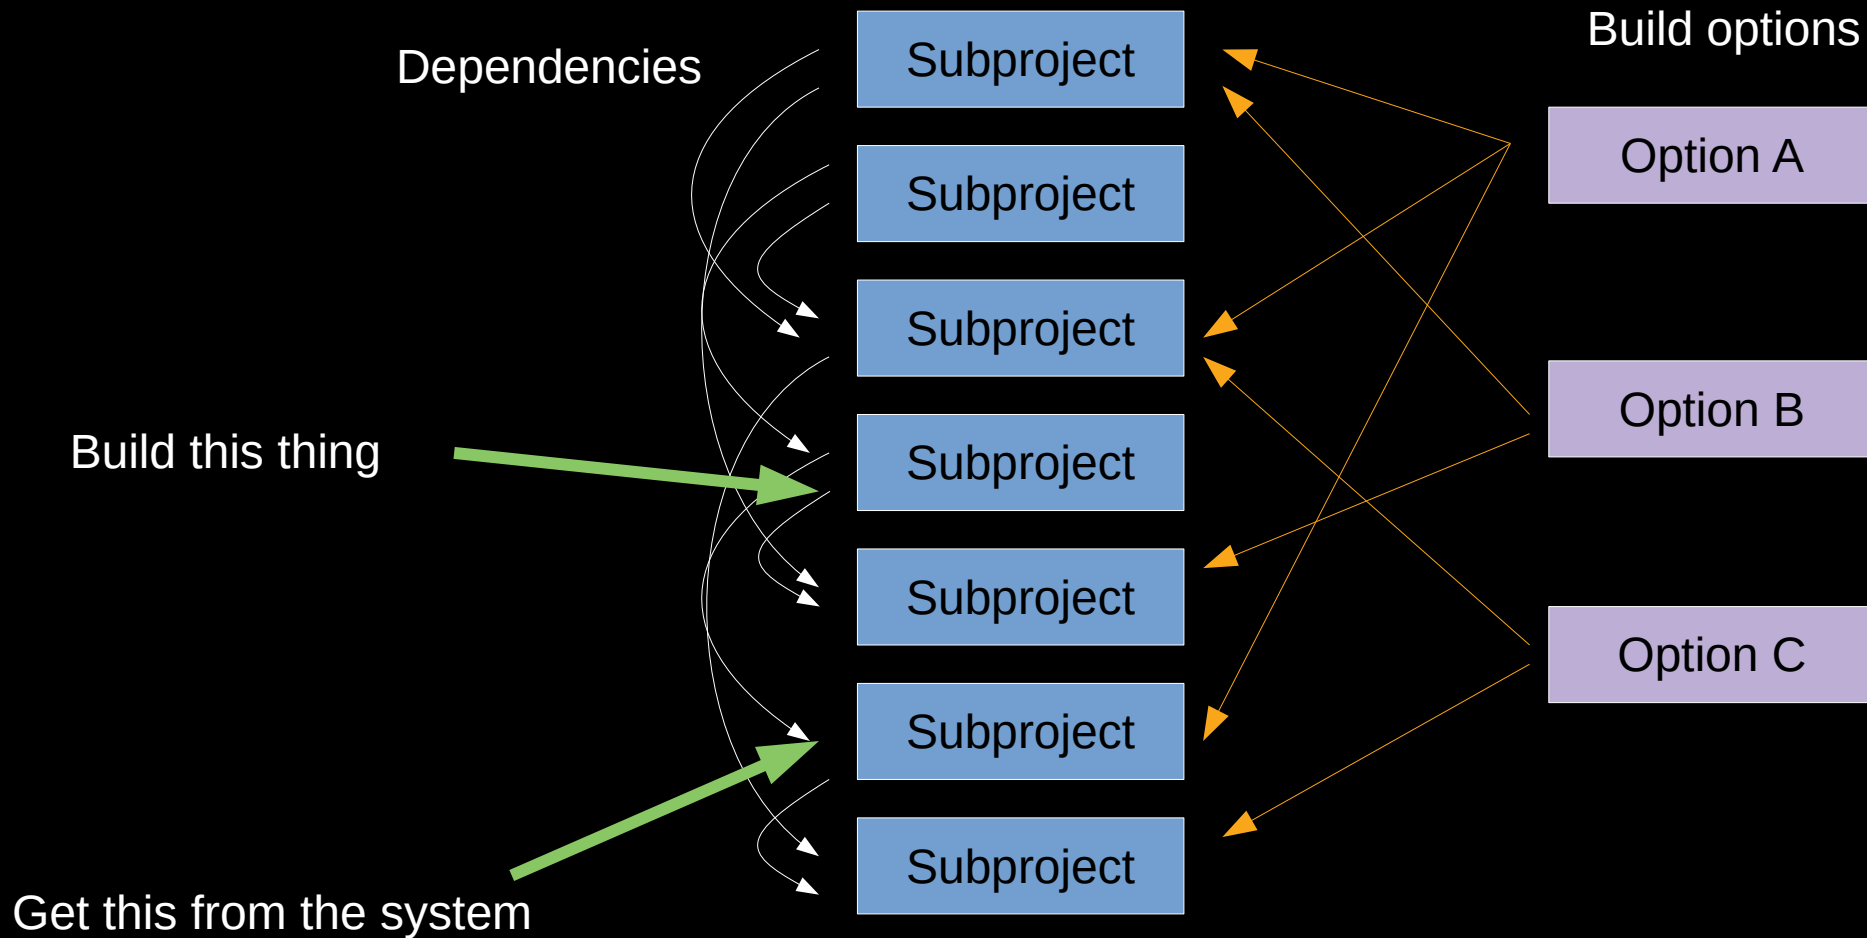 Dependencies
Build this thing
Get this from the system
Subproject
Subproject
Subproject
Subproject
Subproject
Subproject
Subproject
Build options
Option A
Option B
Option C